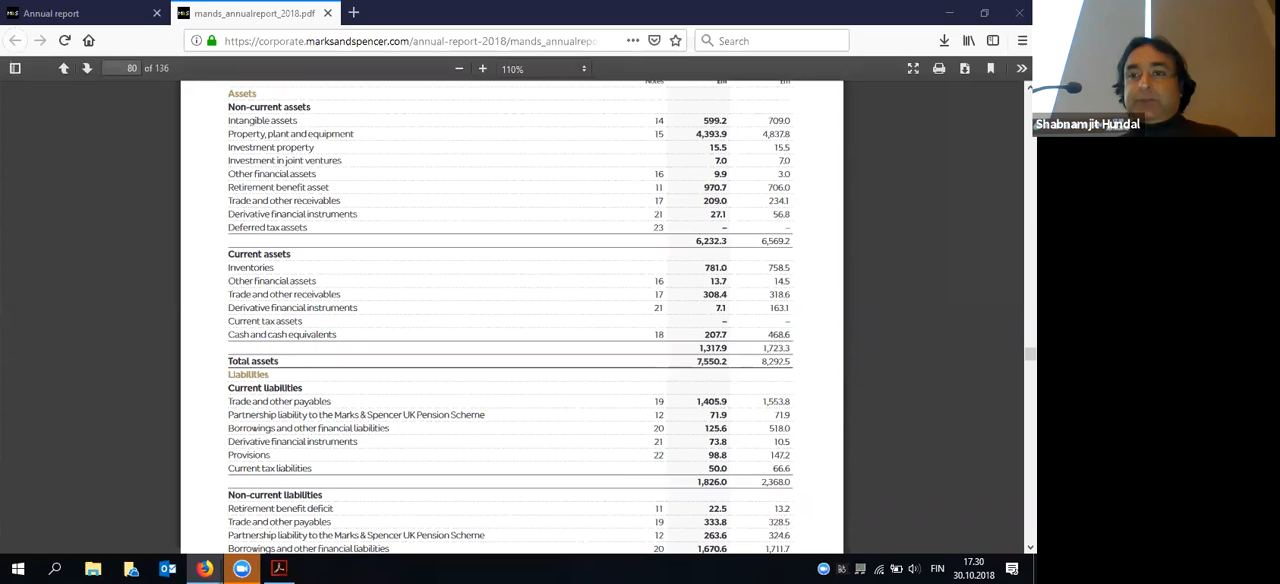 M&S Annual report × M&S mands_annualreport_2018.pdf × +
https://corporate.marksandspencer.com/annual-report-2018/mands_annualrepo Search
80 of 136 − + 110%
Shabnamjit Hundal
Notes £m £m
Assets
Non-current assets
Intangible assets 14 599.2 709.0
Property, plant and equipment 15 4,393.9 4,837.8
Investment property 15.5 15.5
Investment in joint ventures 7.0 7.0
Other financial assets 16 9.9 3.0
Retirement benefit asset 11 970.7 706.0
Trade and other receivables 17 209.0 234.1
Derivative financial instruments 21 27.1 56.8
Deferred tax assets 23 – –
6,232.3 6,569.2
Current assets
Inventories 781.0 758.5
Other financial assets 16 13.7 14.5
Trade and other receivables 17 308.4 318.6
Derivative financial instruments 21 7.1 163.1
Current tax assets – –
Cash and cash equivalents 18 207.7 468.6
1,317.9 1,723.3
Total assets 7,550.2 8,292.5
Liabilities
Current liabilities
Trade and other payables 19 1,405.9 1,553.8
Partnership liability to the Marks & Spencer UK Pension Scheme 12 71.9 71.9
Borrowings and other financial liabilities 20 125.6 518.0
Derivative financial instruments 21 73.8 10.5
Provisions 22 98.8 147.2
Current tax liabilities 50.0 66.6
1,826.0 2,368.0
Non-current liabilities
Retirement benefit deficit 11 22.5 13.2
Trade and other payables 19 333.8 328.5
Partnership liability to the Marks & Spencer UK Pension Scheme 12 263.6 324.6
Borrowings and other financial liabilities 20 1,670.6 1,711.7
FIN 17.30
30.10.2018